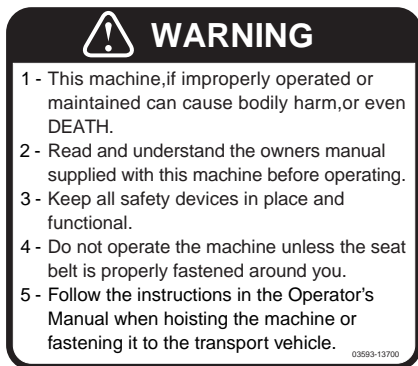 WARNING
1 - This machine,if improperly operated or
maintained can cause bodily harm,or even
DEATH.
2 - Read and understand the owners manual
supplied with this machine before operating.
3 - Keep all safety devices in place and
functional.
4 - Do not operate the machine unless the seat
belt is properly fastened around you.
5 - Follow the instructions in the Operator's
Manual when hoisting the machine or
fastening it to the transport vehicle.
03593-13700